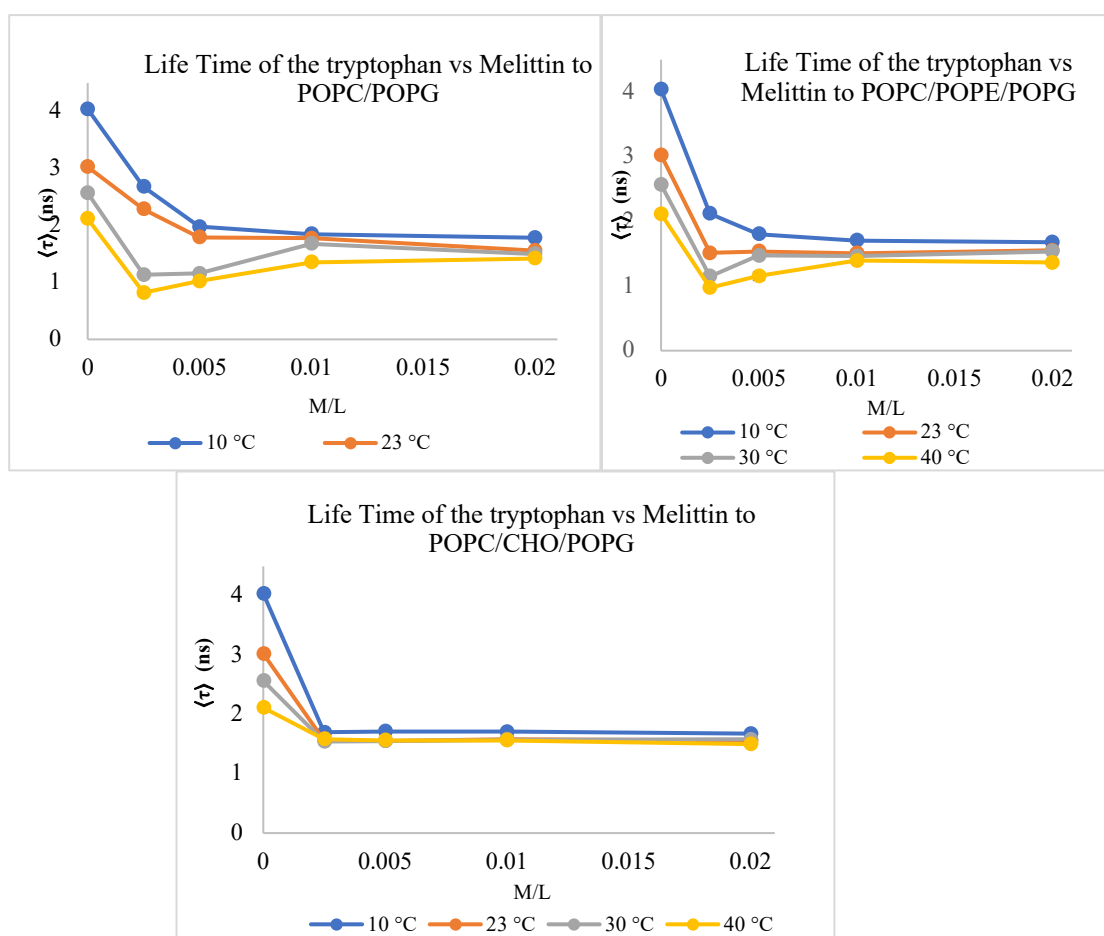 Life Time of the tryptophan vs Melittin to
POPC/POPG
4
3
2
1
0
⟨τ⟩ (ns)
0 0.005 0.01 0.015 0.02
M/L
10 °C 23 °C
Life Time of the tryptophan vs
Melittin to POPC/POPE/POPG
4
3
2
1
0
⟨τ⟩ (ns)
0 0.005 0.01 0.015 0.02
M/L
10 °C 23 °C
30 °C 40 °C
Life Time of the tryptophan vs Melittin to
POPC/CHO/POPG
4
3
2
1
0
⟨τ⟩ (ns)
0 0.005 0.01 0.015 0.02
M/L
10 °C 23 °C 30 °C 40 °C